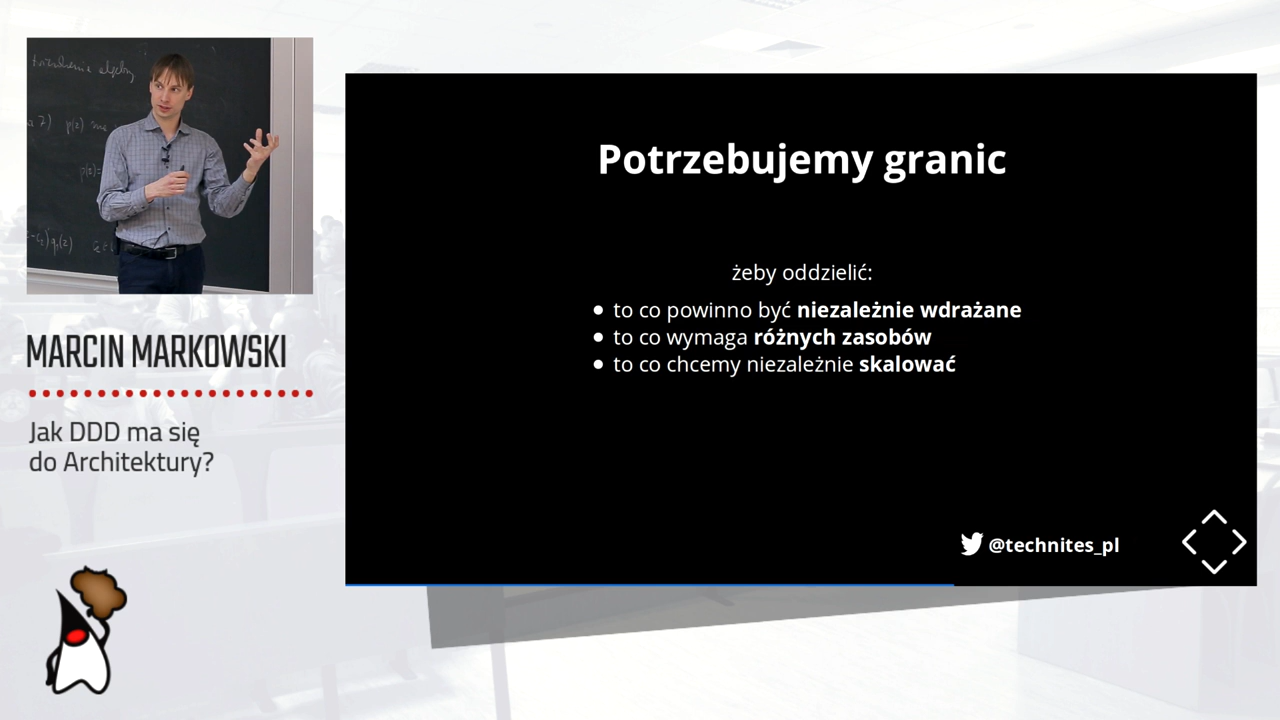 MARCIN MARKOWSKI
Jak DDD ma się
do Architektury?
Potrzebujemy granic
żeby oddzielić:
to co powinno być niezależnie wdrażane
to co wymaga różnych zasobów
to co chcemy niezależnie skalować
@technites_pl